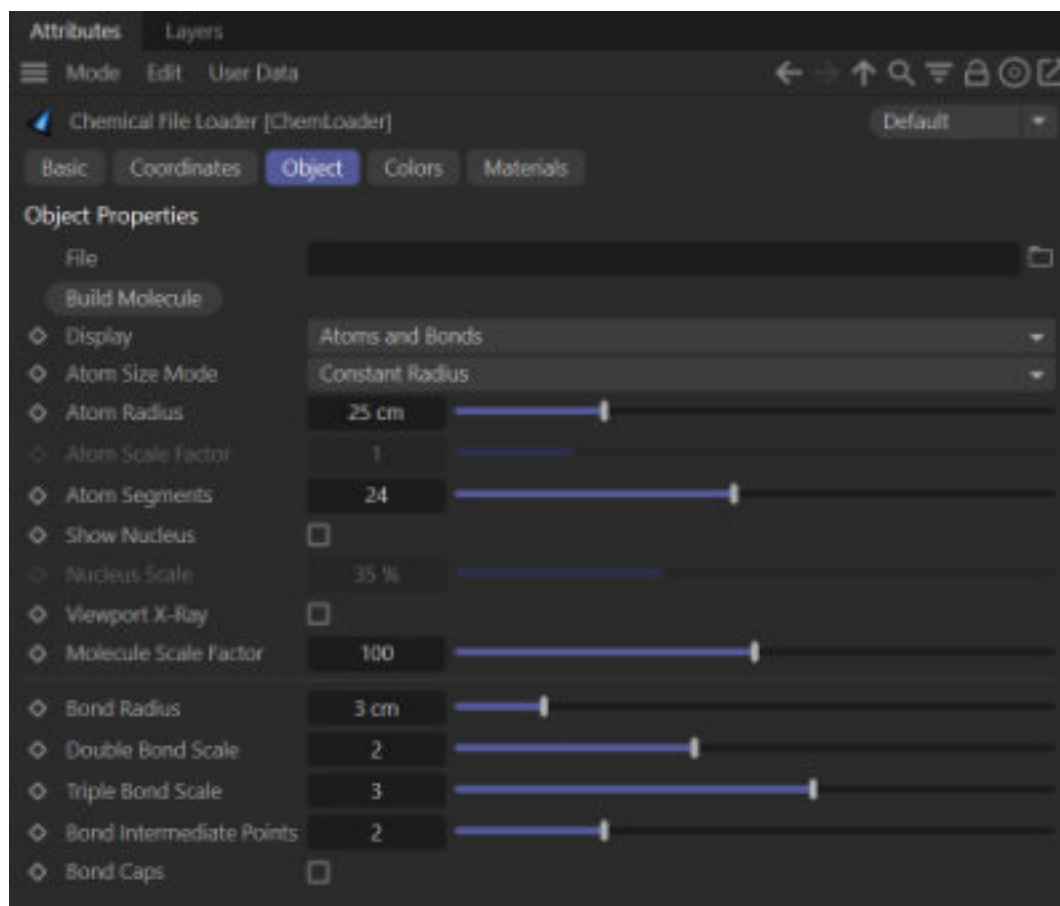 Attributes Layers
Mode Edit User Data
Chemical File Loader [ChemLoader] Default
Basic Coordinates Object Colors Materials
Object Properties
File
Build Molecule
Display Atoms and Bonds
Atom Size Mode Constant Radius
Atom Radius 25 cm
Atom Scale Factor 1
Atom Segments 24
Show Nucleus
Nucleus Scale 35 %
Viewport X-Ray
Molecule Scale Factor 100
Bond Radius 3 cm
Double Bond Scale 2
Triple Bond Scale 3
Bond Intermediate Points 2
Bond Caps